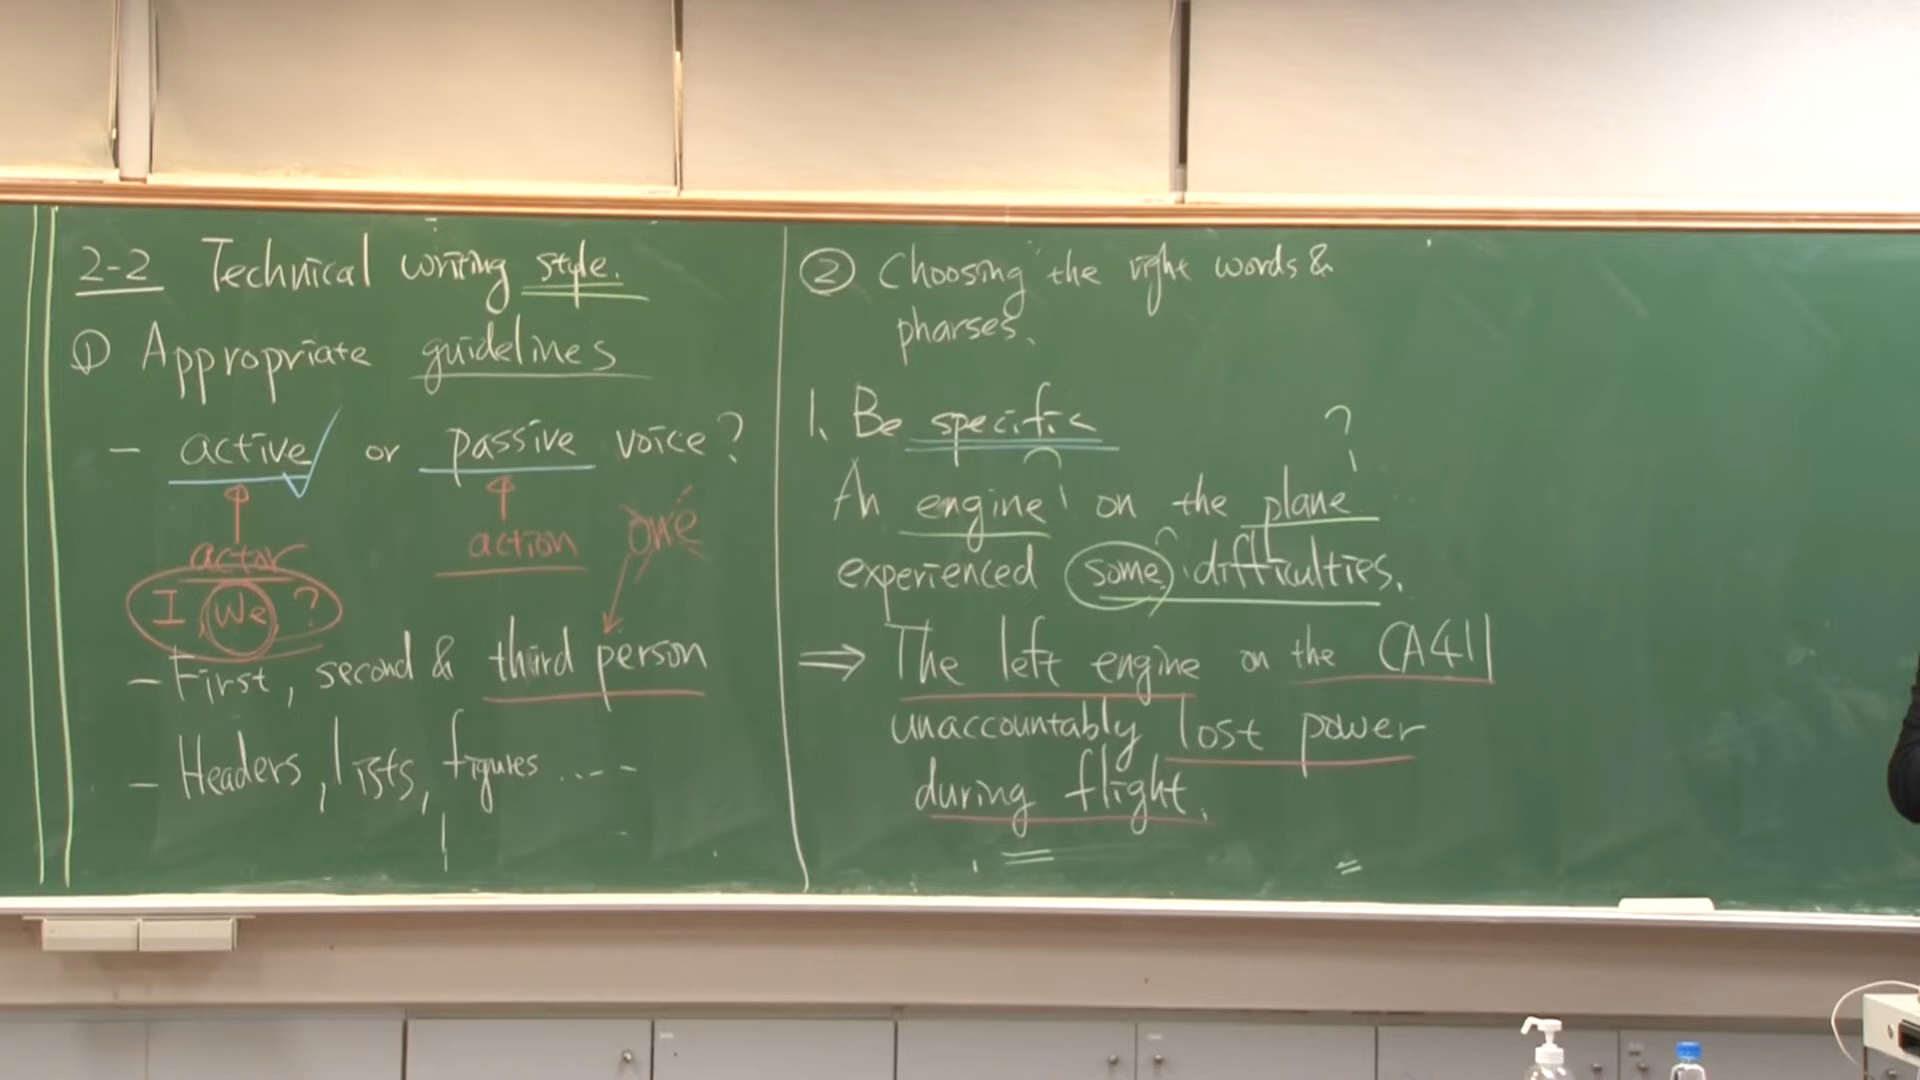 2-2 Technical writing style.
① Appropriate guidelines
- active ✓ or passive voice?
actor
action
one
I, We ?
- First, second & third person
- Headers, lists, figures ....
② Choosing the right words &
pharses.
1. Be specific
?
An engine on the plane
experienced some difficulties.
⇒ The left engine on the CA411
unaccountably lost power
during flight.